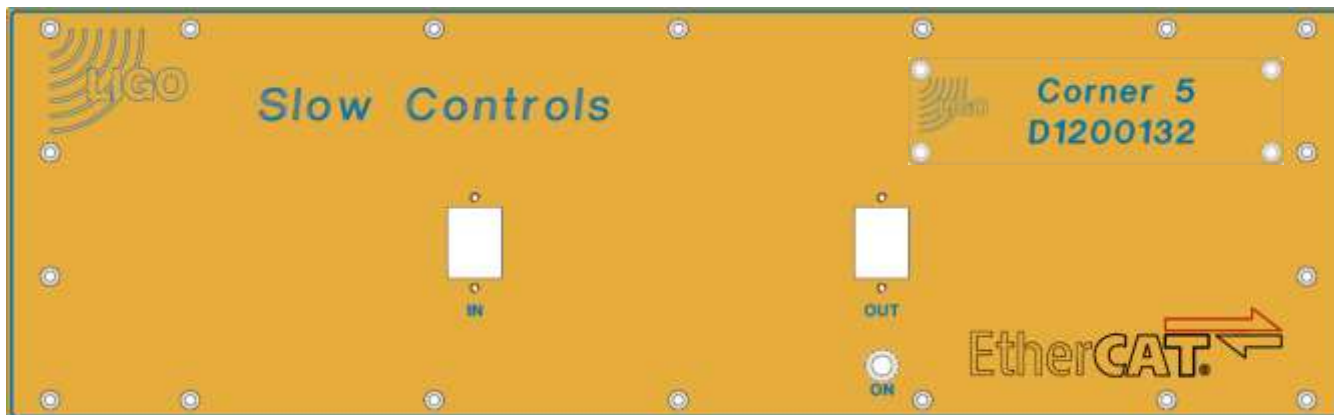 LIGO
Slow Controls
LIGO
Corner 5
D1200132
IN
OUT
ON
EtherCAT®